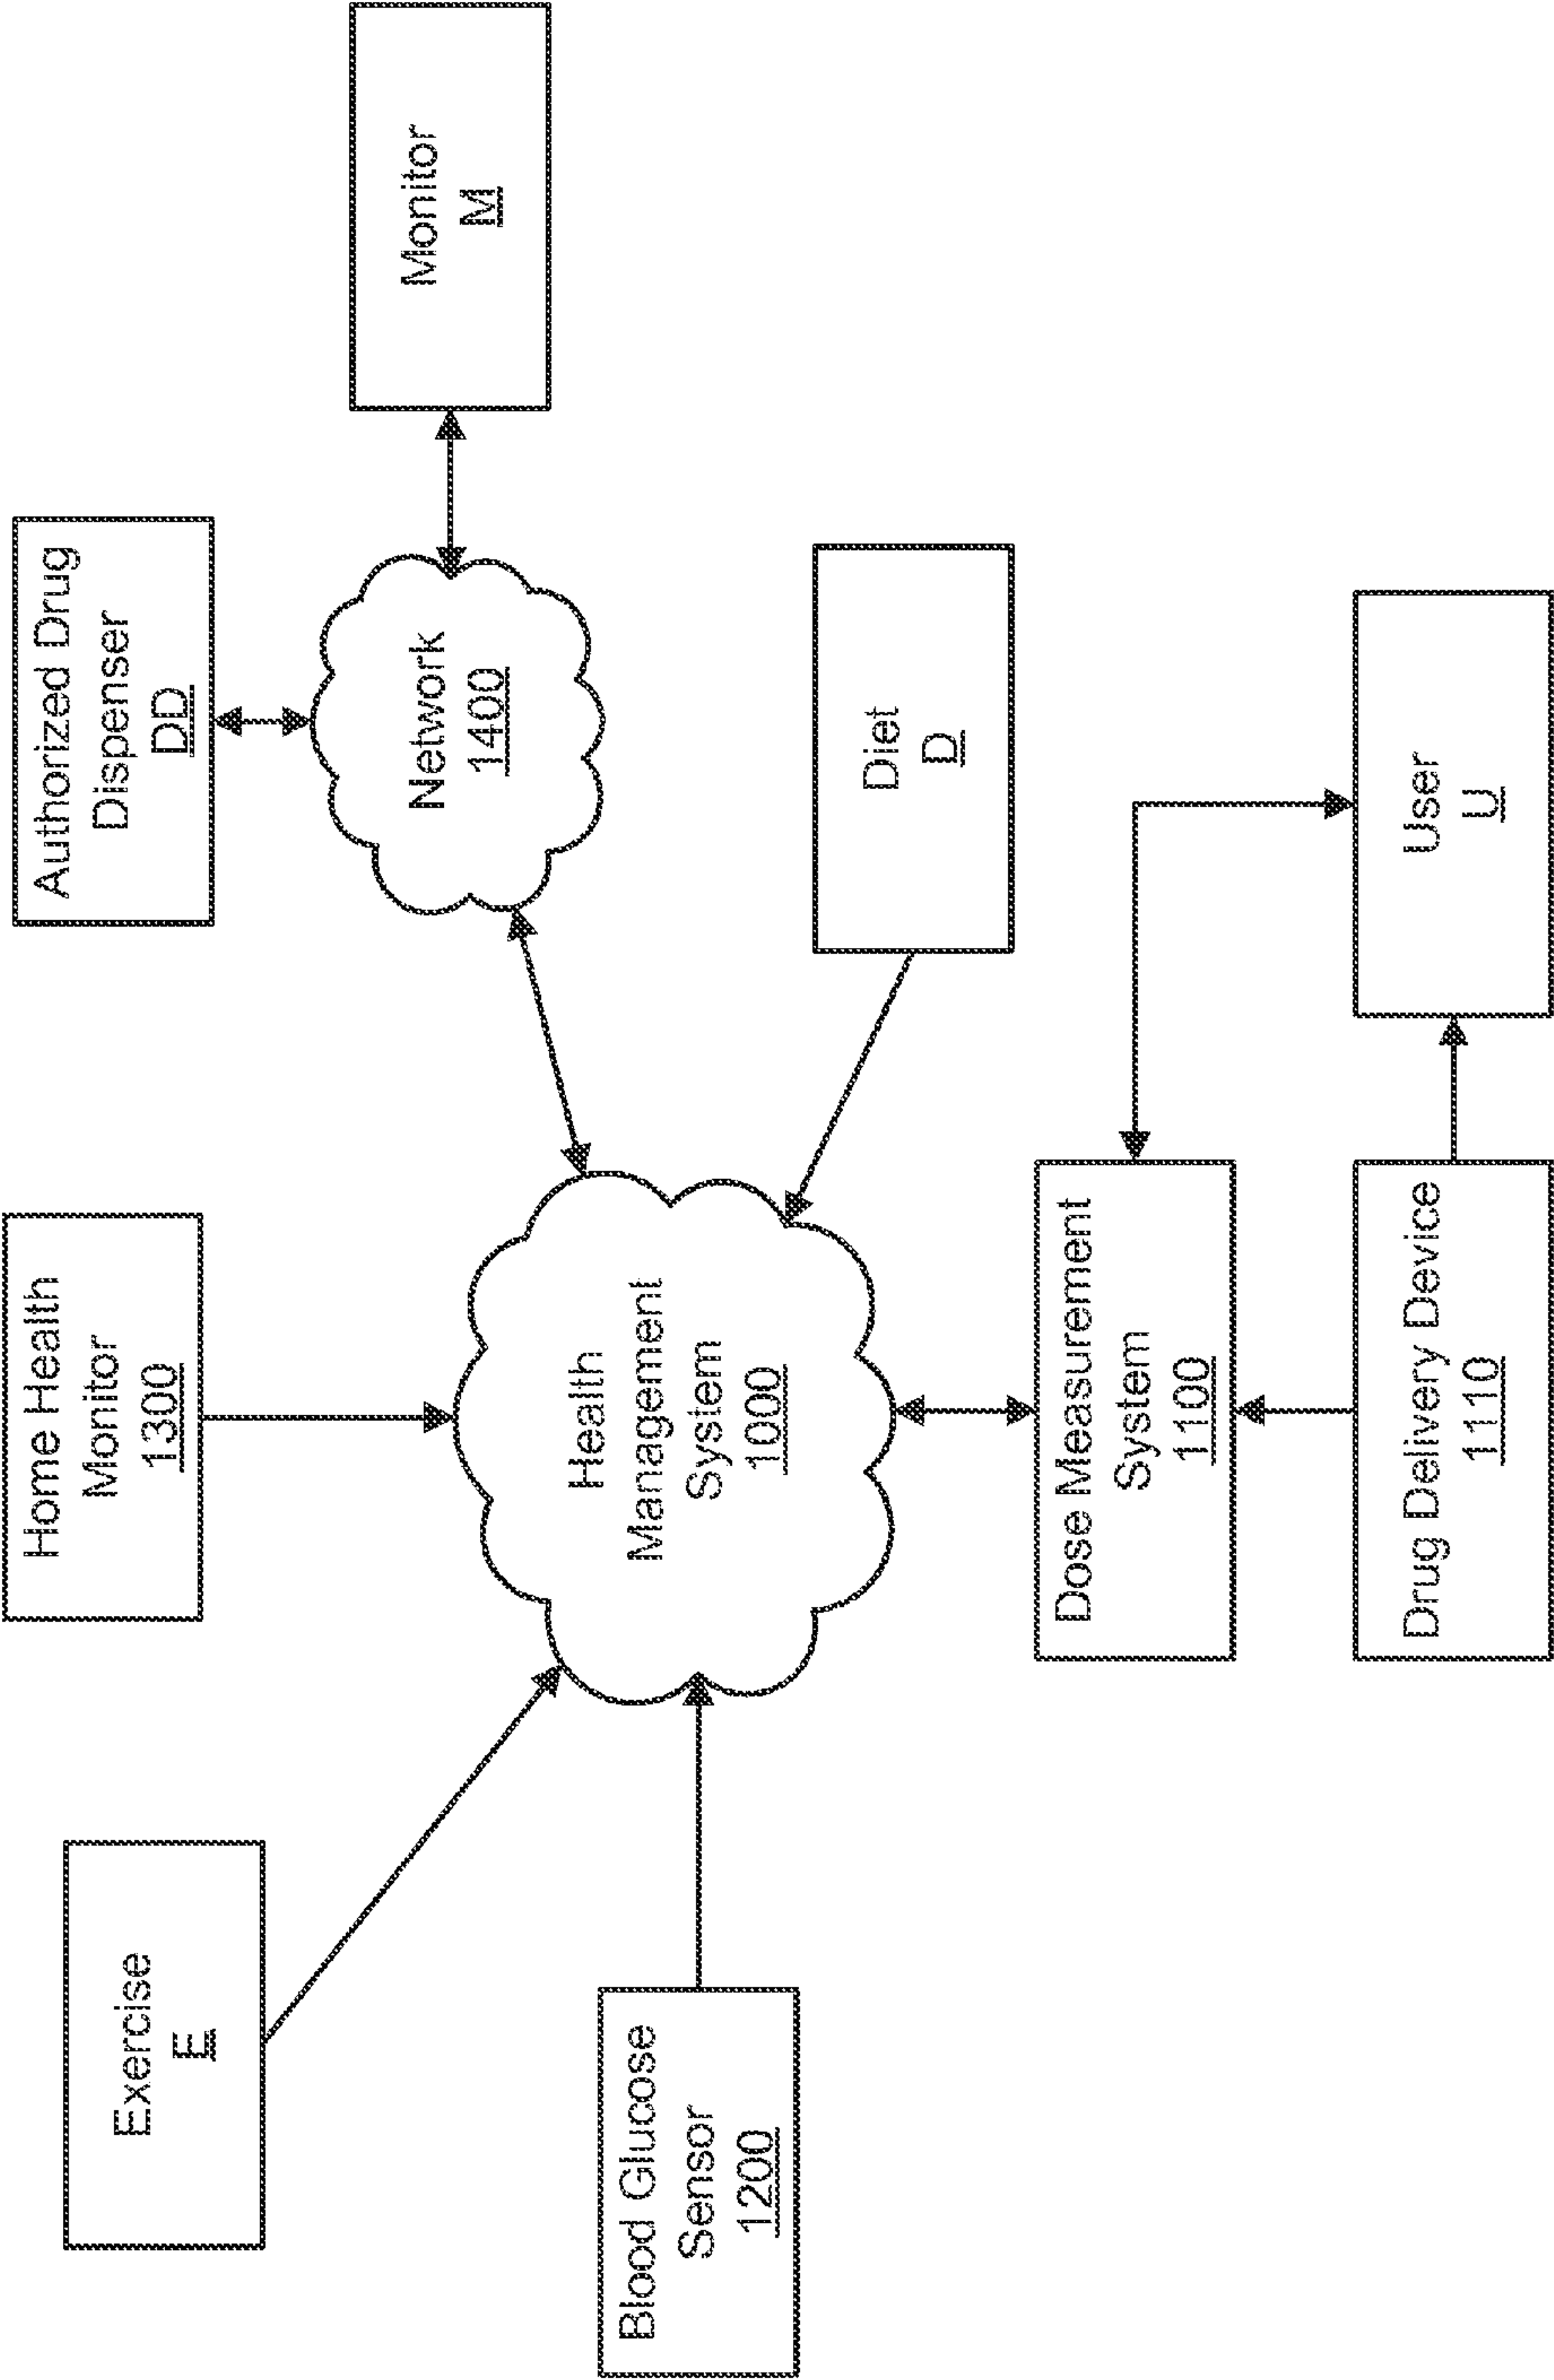 Exercise
E
Home Health
Monitor
1300
Authorized Drug
Dispenser
DD
Network
1400
Monitor
M
Blood Glucose
Sensor
1200
Health
Management
System
1000
Diet
D
Dose Measurement
System
1100
Drug Delivery Device
1110
User
U